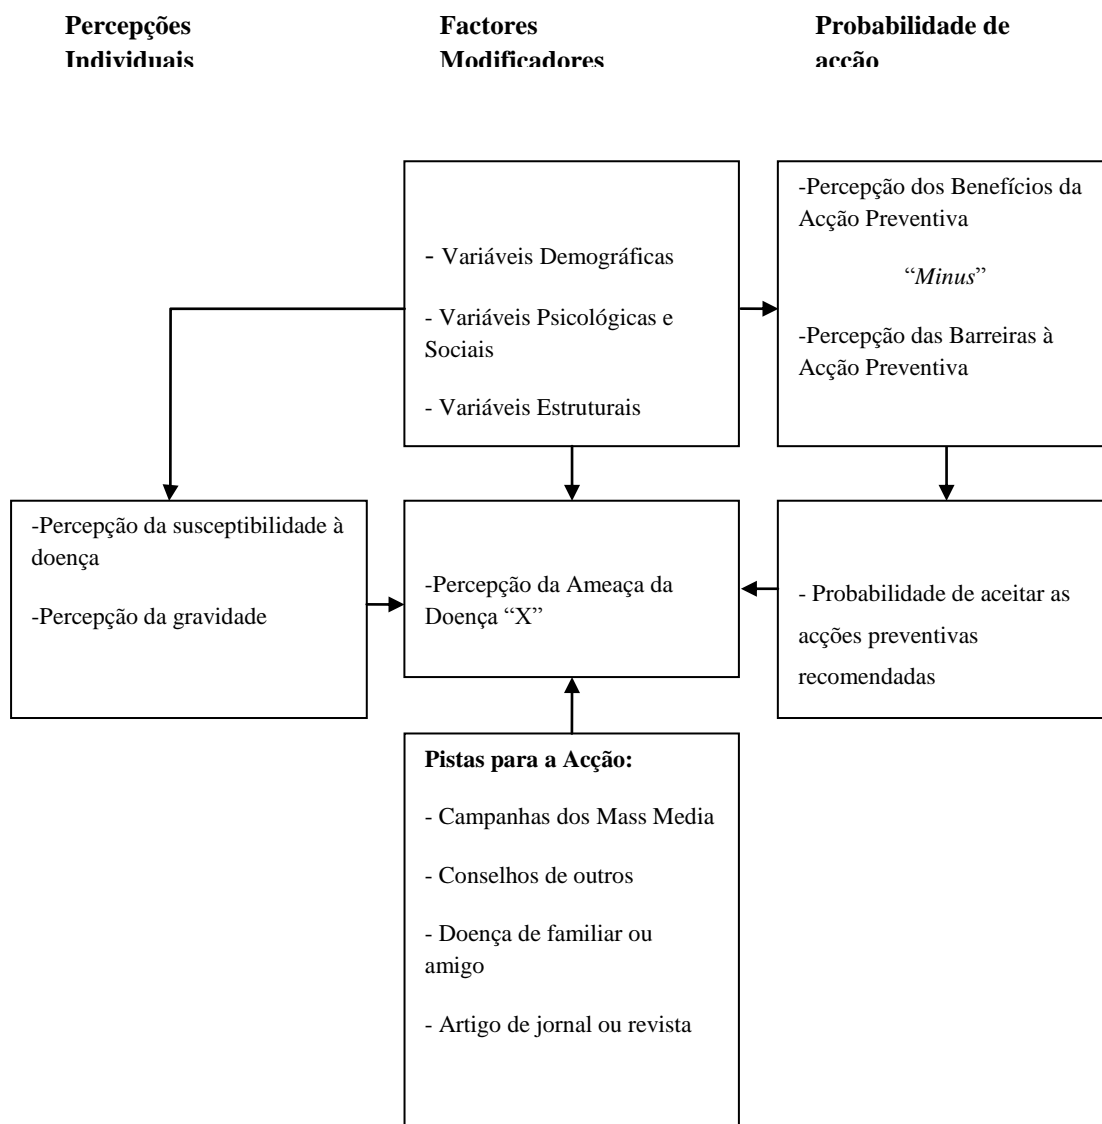 Percepções
Individuais
Factores
Modificadores
Probabilidade de
acção
- Variáveis Demográficas
- Variáveis Psicológicas e
Sociais
- Variáveis Estruturais
-Percepção dos Benefícios da
Acção Preventiva
“Minus”
-Percepção das Barreiras à
Acção Preventiva
-Percepção da susceptibilidade à
doença
-Percepção da gravidade
-Percepção da Ameaça da
Doença “X”
- Probabilidade de aceitar as
acções preventivas
recomendadas
Pistas para a Acção:
- Campanhas dos Mass Media
- Conselhos de outros
- Doença de familiar ou
amigo
- Artigo de jornal ou revista